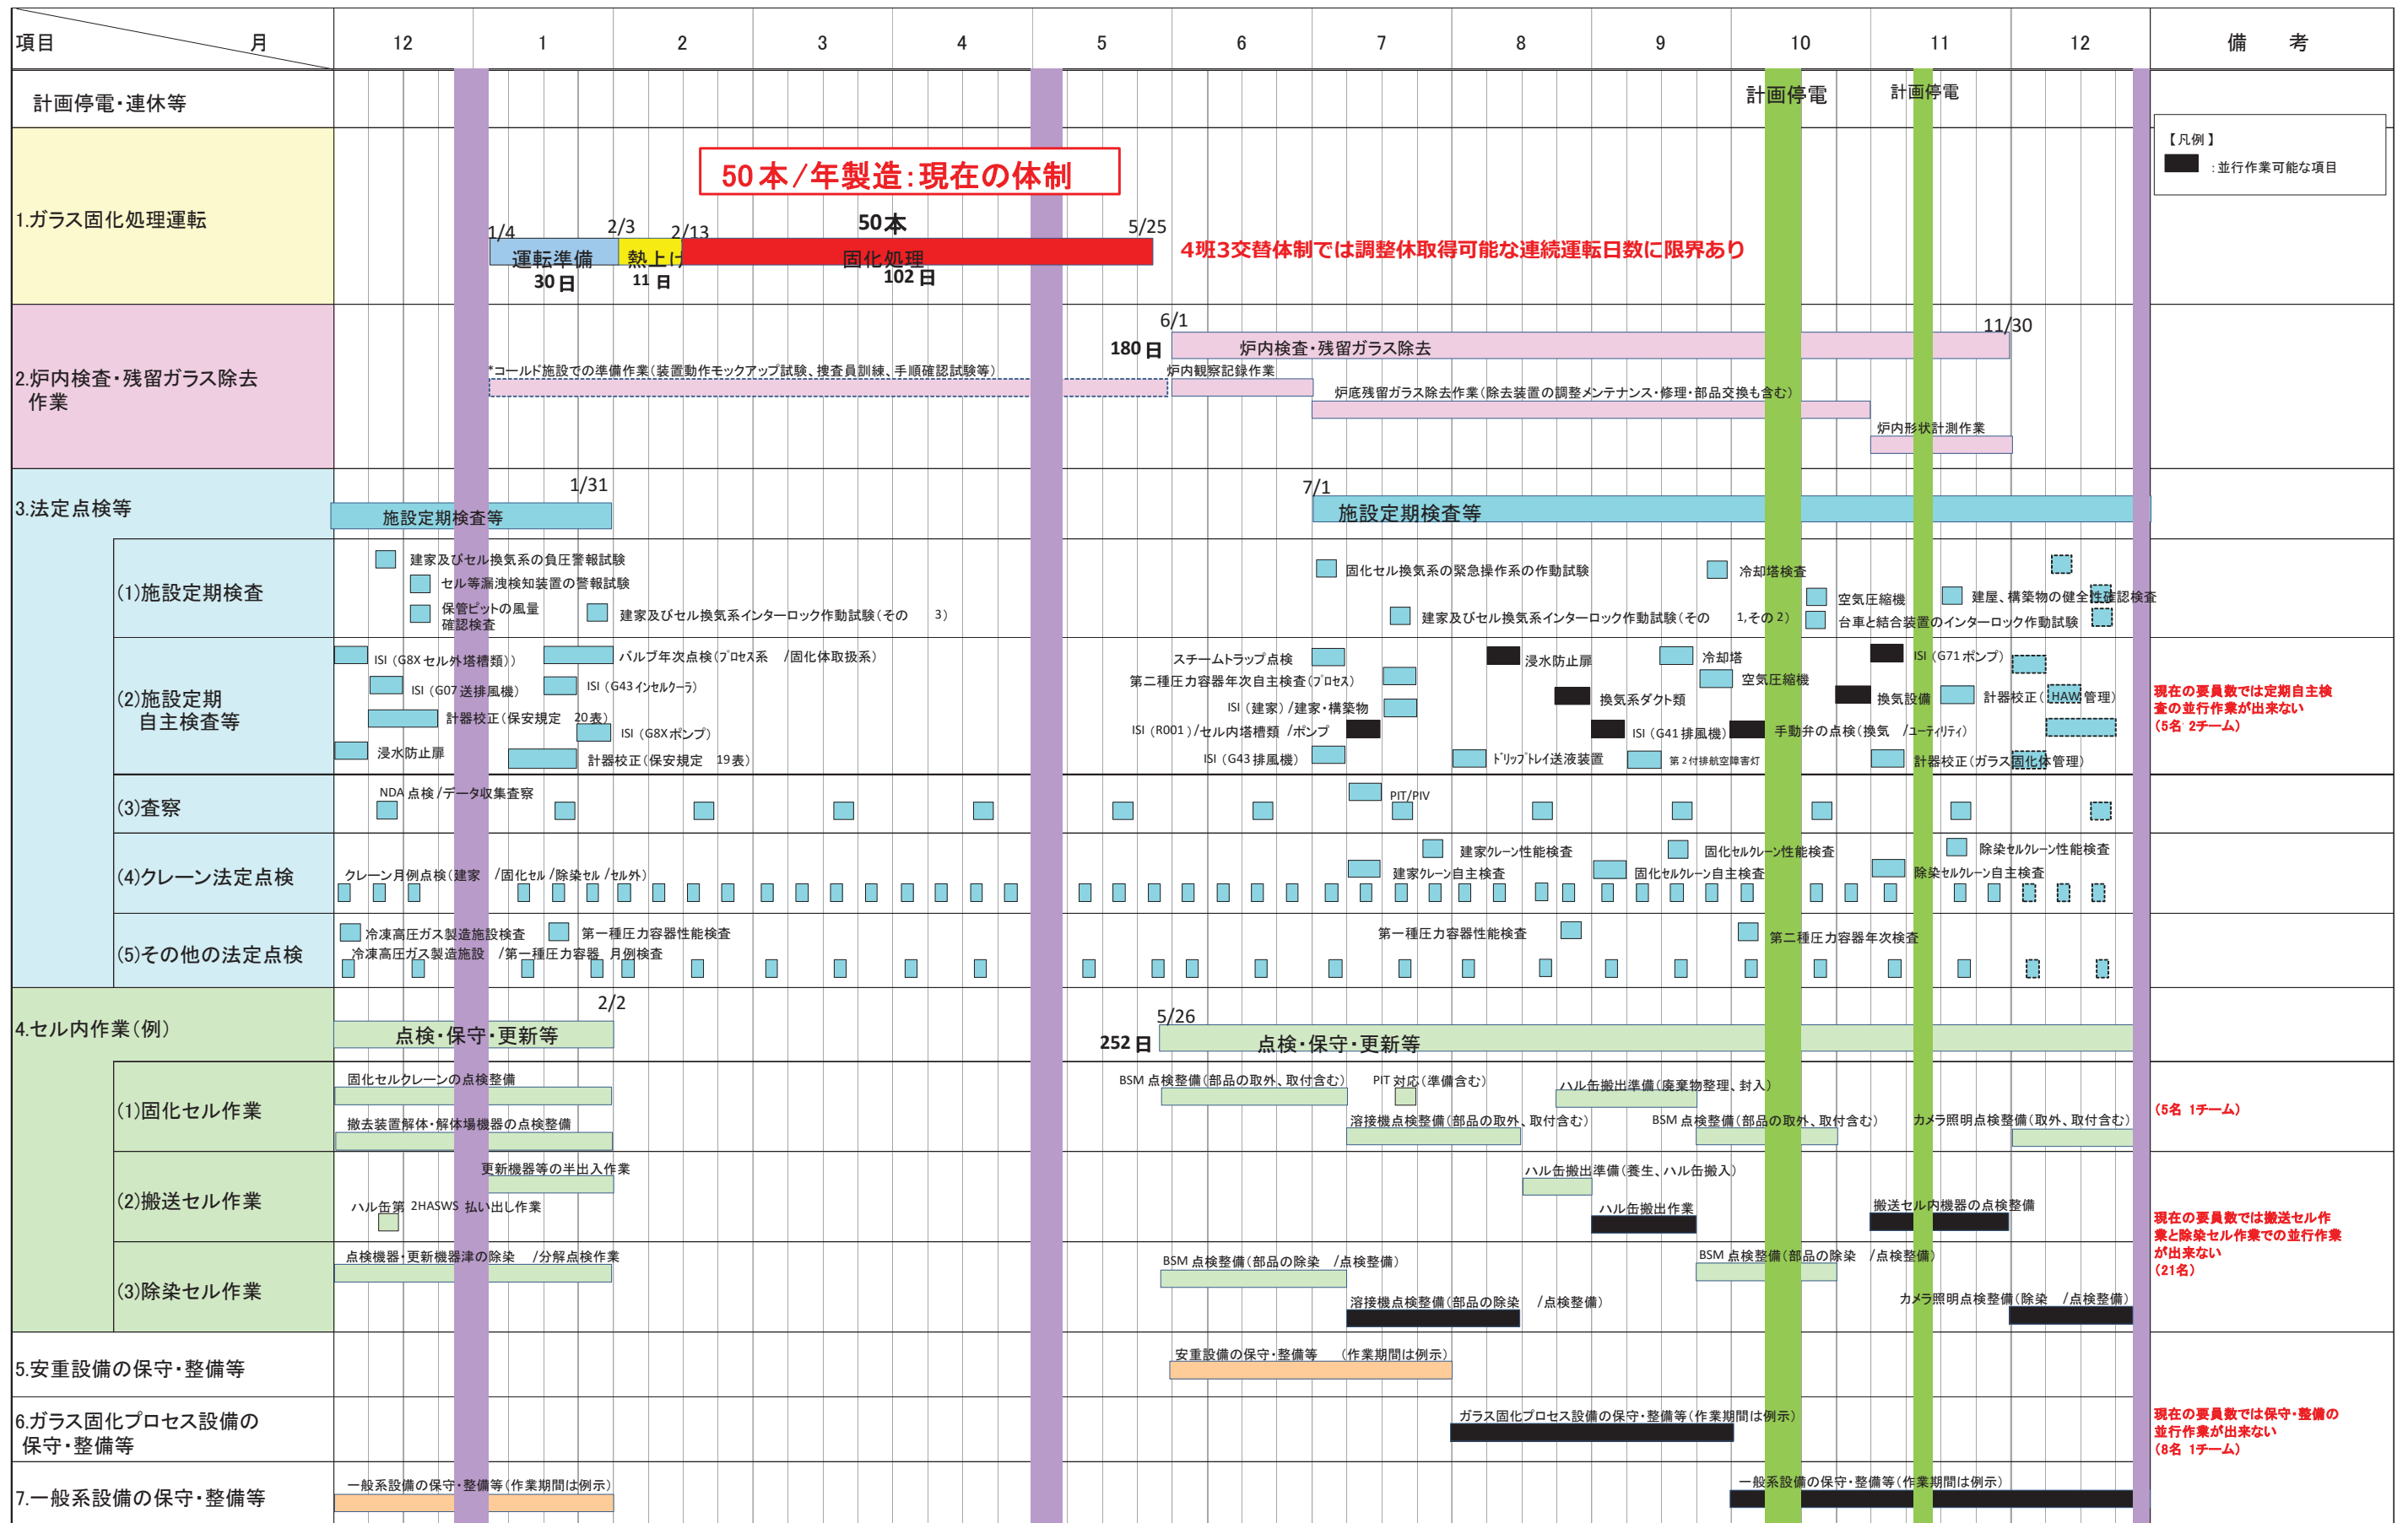 項目
月
12
1
2
3
4
5
6
7
8
9
10
11
12
備 考
計画停電・連休等
計画停電
計画停電
【凡例】
:並行作業可能な項目
1.ガラス固化処理運転
50本/年製造:現在の体制
50本
1/4
2/3
2/13
5/25
運転準備
熱上げ
固化処理
30日
11日
102日
4班3交替体制では調整休取得可能な連続運転日数に限界あり
2.炉内検査・残留ガラス除去
作業
6/1
11/30
180日
炉内検査・残留ガラス除去
*コールド施設での準備作業(装置動作モックアップ試験、捜査員訓練、手順確認試験等)
炉内観察記録作業
炉底残留ガラス除去作業(除去装置の調整メンテナンス・修理・部品交換も含む)
炉内形状計測作業
3.法定点検等
1/31
施設定期検査等
7/1
施設定期検査等
(1)施設定期検査
建家及びセル換気系の負圧警報試験
セル等漏洩検知装置の警報試験
保管ピットの風量
確認検査
建家及びセル換気系インターロック作動試験(その 3)
固化セル換気系の緊急操作系の作動試験
建家及びセル換気系インターロック作動試験(その 1,その2)
冷却塔検査
空気圧縮機
台車と結合装置のインターロック作動試験
建屋、構築物の健全性確認検査
(2)施設定期
自主検査等
ISI(G8Xセル外塔槽類))
ISI(G07送排風機)
計器校正(保安規定 20表)
浸水防止扉
バルブ年次点検(プロセス系 /固化体取扱系)
ISI(G43インセルクーラ)
ISI(G8Xポンプ)
計器校正(保安規定 19表)
スチームトラップ点検
第二種圧力容器年次自主検査(プロセス)
ISI(建家)/建家・構築物
ISI(R001)/セル内塔槽類 /ポンプ
ISI(G43排風機)
浸水防止扉
換気系ダクト類
ISI(G41排風機)
ドリップトレイ送液装置
第2付排航空障害灯
冷却塔
空気圧縮機
換気設備
手動弁の点検(換気 /ユーティリティ)
ISI(G71ポンプ)
計器校正(HAW管理)
計器校正(ガラス固化体管理)
現在の要員数では定期自主検
査の並行作業が出来ない
(5名 2チーム)
(3)査察
NDA点検/データ収集査察
PIT/PIV
(4)クレーン法定点検
クレーン月例点検(建家 /固化セル/除染セル/セル外)
建家クレーン性能検査
建家クレーン自主検査
固化セルクレーン性能検査
固化セルクレーン自主検査
除染セルクレーン性能検査
除染セルクレーン自主検査
(5)その他の法定点検
冷凍高圧ガス製造施設検査
冷凍高圧ガス製造施設 /第一種圧力容器 月例検査
第一種圧力容器性能検査
第一種圧力容器性能検査
第二種圧力容器年次検査
4.セル内作業(例)
2/2
点検・保守・更新等
5/26
252日
点検・保守・更新等
(1)固化セル作業
固化セルクレーンの点検整備
撤去装置解体・解体場機器の点検整備
BSM点検整備(部品の取外、取付含む)
PIT対応(準備含む)
溶接機点検整備(部品の取外、取付含む)
ハル缶搬出準備(廃棄物整理、封入)
BSM点検整備(部品の取外、取付含む)
カメラ照明点検整備(取外、取付含む)
(5名 1チーム)
(2)搬送セル作業
更新機器等の半出入作業
ハル缶第 2HASWS 払い出し作業
ハル缶搬出準備(養生、ハル缶搬入)
ハル缶搬出作業
搬送セル内機器の点検整備
現在の要員数では搬送セル作
業と除染セル作業での並行作業
が出来ない
(21名)
(3)除染セル作業
点検機器・更新機器津の除染 /分解点検作業
BSM点検整備(部品の除染 /点検整備)
溶接機点検整備(部品の除染 /点検整備)
BSM点検整備(部品の除染 /点検整備)
カメラ照明点検整備(除染 /点検整備)
5.安重設備の保守・整備等
安重設備の保守・整備等 (作業期間は例示)
6.ガラス固化プロセス設備の
保守・整備等
ガラス固化プロセス設備の保守・整備等(作業期間は例示)
現在の要員数では保守・整備の
並行作業が出来ない
(8名 1チーム)
7.一般系設備の保守・整備等
一般系設備の保守・整備等(作業期間は例示)
一般系設備の保守・整備等(作業期間は例示)